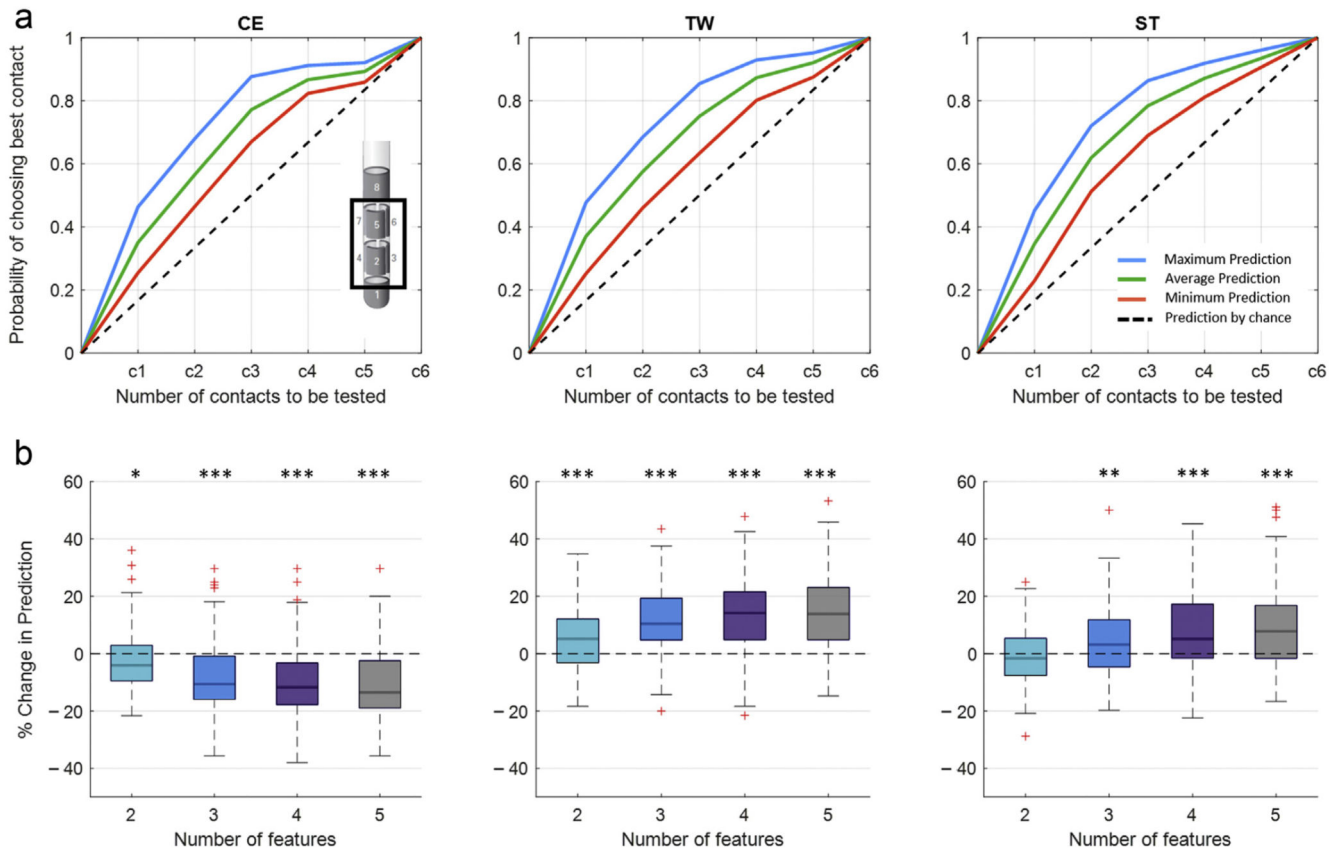 a
CE
TW
ST
Probability of choosing best contact
1
0.8
0.6
0.4
0.2
0
8
7 5 6
4 2 3
1
c1 c2 c3 c4 c5 c6
Number of contacts to be tested
1
0.8
0.6
0.4
0.2
0
c1 c2 c3 c4 c5 c6
Number of contacts to be tested
1
0.8
0.6
0.4
0.2
0
Maximum Prediction
Average Prediction
Minimum Prediction
Prediction by chance
c1 c2 c3 c4 c5 c6
Number of contacts to be tested
b
% Change in Prediction
* *** *** ***
60
40
20
0
–20
–40
2 3 4 5
Number of features
*** *** *** ***
60
40
20
0
–20
–40
2 3 4 5
Number of features
** *** ***
60
40
20
0
–20
–40
2 3 4 5
Number of features